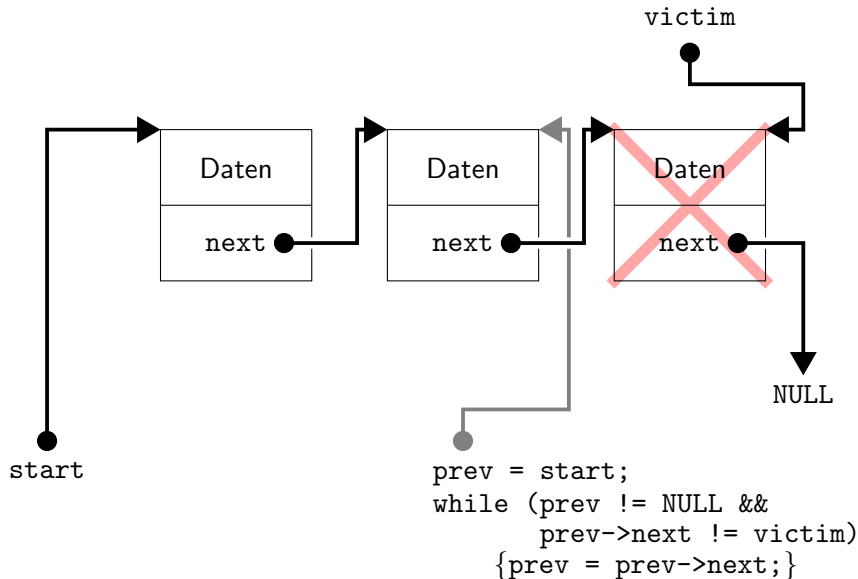 victim
Daten
Daten
Daten
next
next
next
NULL
start
prev = start;
while (prev != NULL &&
prev->next != victim)
{prev = prev->next;}